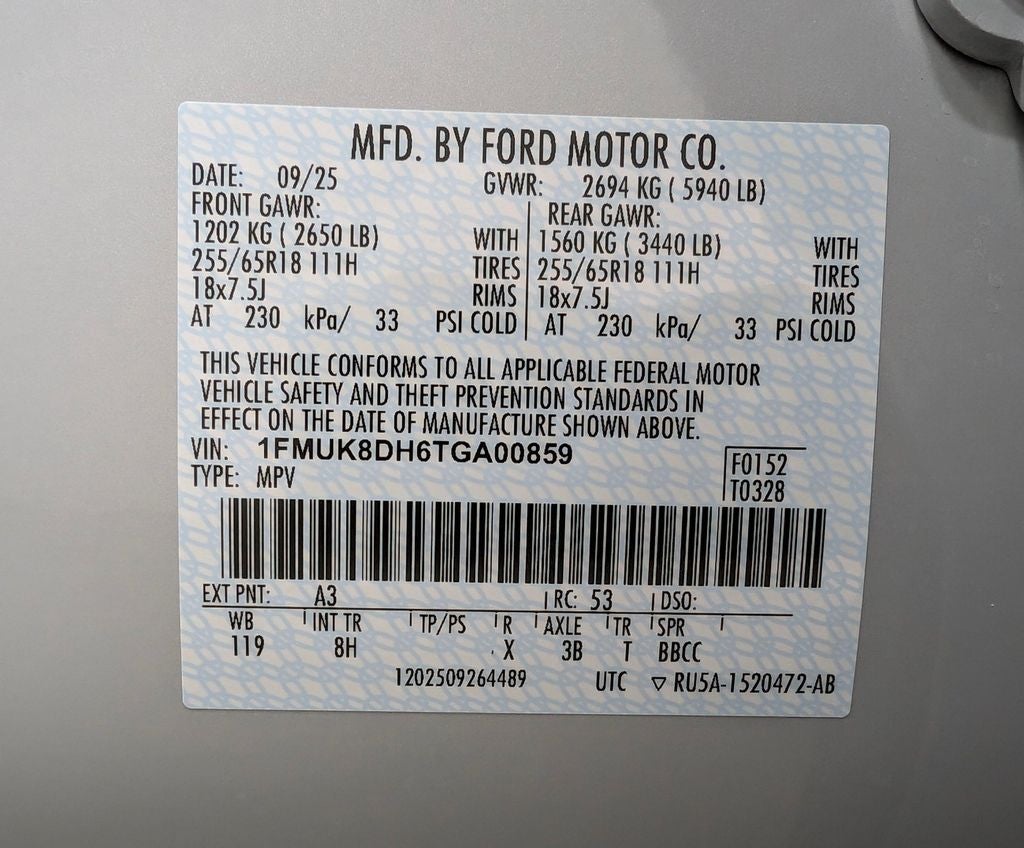 MFD. BY FORD MOTOR CO.
DATE: 09/25 GVWR: 2694 KG ( 5940 LB)
FRONT GAWR: REAR GAWR:
1202 KG ( 2650 LB) WITH 1560 KG ( 3440 LB) WITH
255/65R18 111H TIRES 255/65R18 111H TIRES
18x7.5J RIMS 18x7.5J RIMS
AT 230 kPa/ 33 PSI COLD AT 230 kPa/ 33 PSI COLD
THIS VEHICLE CONFORMS TO ALL APPLICABLE FEDERAL MOTOR
VEHICLE SAFETY AND THEFT PREVENTION STANDARDS IN
EFFECT ON THE DATE OF MANUFACTURE SHOWN ABOVE.
VIN: 1FMUK8DH6TGA00859
F0152
TYPE: MPV
T0328
EXT PNT: A3 RC: 53 DSO:
WB INT TR TP/PS R AXLE TR SPR
119 8H X 3B T BBCC
1202509264489 UTC ▽ RU5A-1520472-AB